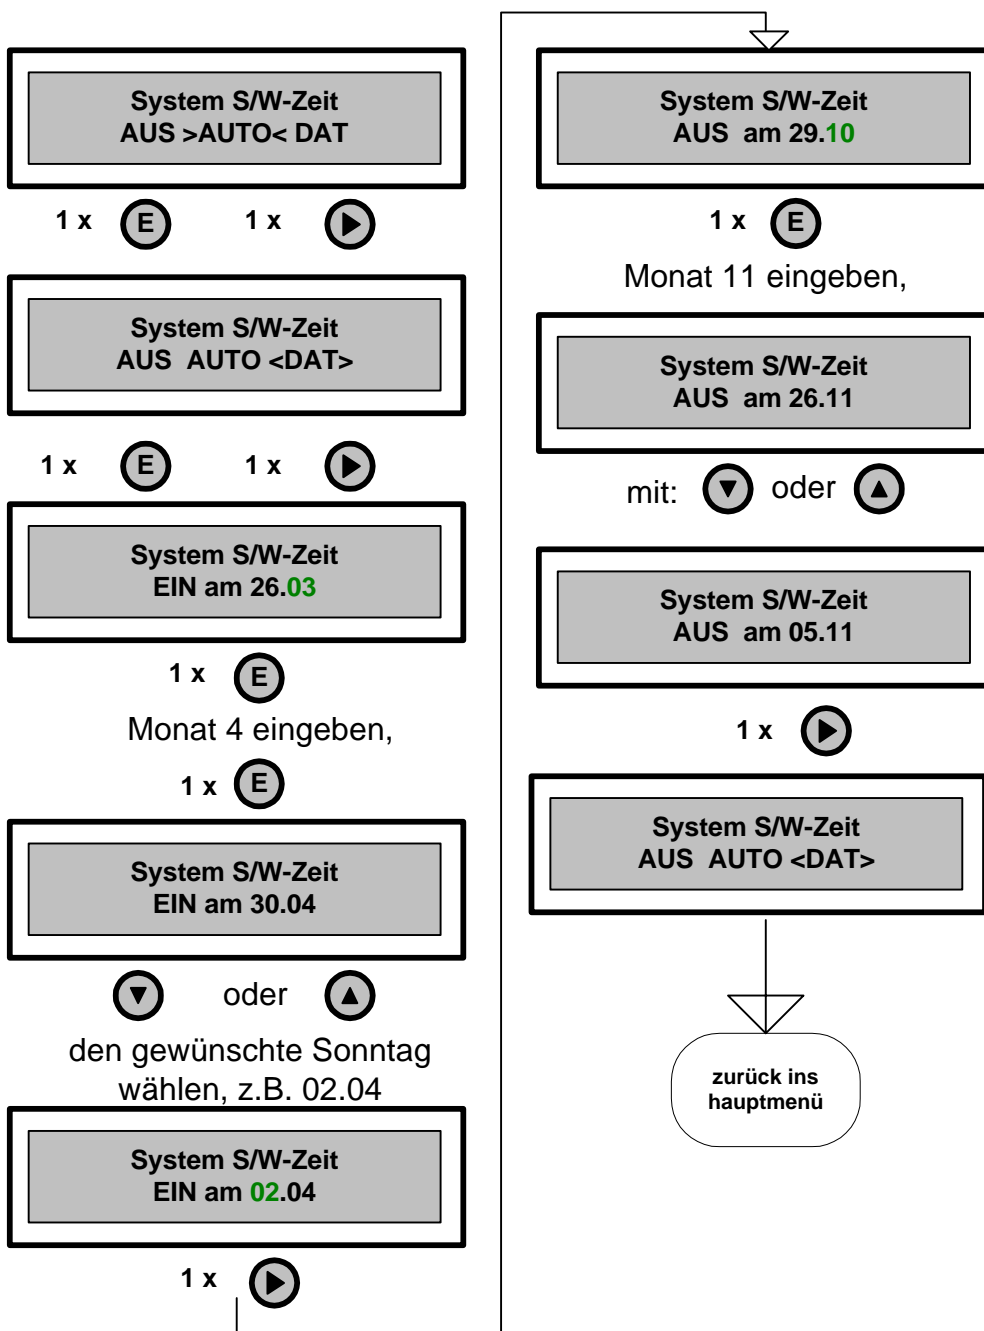 System S/W-Zeit
AUS >AUTO< DAT
1 x E 1 x
System S/W-Zeit
AUS AUTO <DAT>
1 x E 1 x
System S/W-Zeit
EIN am 26.03
1 x E
Monat 4 eingeben,
1 x E
System S/W-Zeit
EIN am 30.04
oder
den gewünschte Sonntag
wählen, z.B. 02.04
System S/W-Zeit
EIN am 02.04
1 x
System S/W-Zeit
AUS am 29.10
1 x E
Monat 11 eingeben,
System S/W-Zeit
AUS am 26.11
mit: oder
System S/W-Zeit
AUS am 05.11
1 x
System S/W-Zeit
AUS AUTO <DAT>
zurück ins
hauptmenü